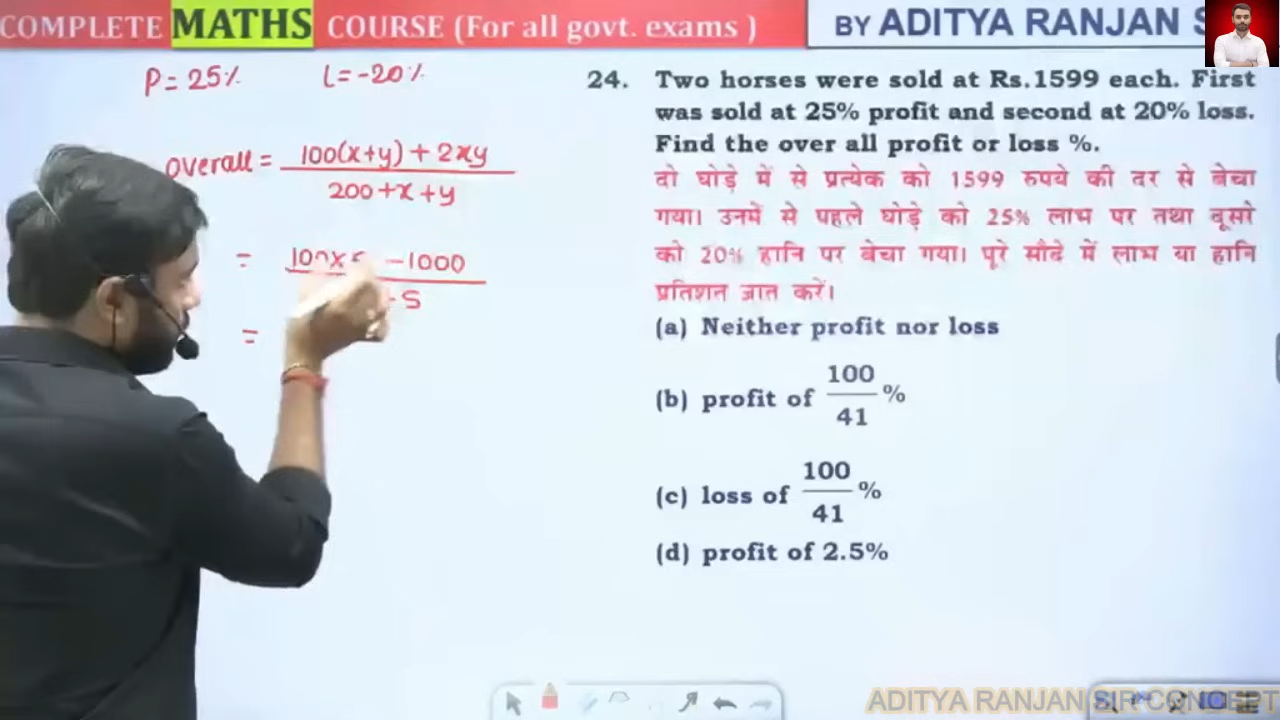 COMPLETE MATHS COURSE (For all govt. exams )
BY ADITYA RANJAN S
P = 25% L = -20%
overall = 100(x+y) + 2xy
200 + x + y
= 100x - 1000
5
=
24. Two horses were sold at Rs.1599 each. First
was sold at 25% profit and second at 20% loss.
Find the over all profit or loss %.
दो घोड़े में से प्रत्येक को 1599 रुपये की दर से बेचा
गया। उनमें से पहले घोड़े को 25% लाभ पर तथा दूसरे
को 20% हानि पर बेचा गया। पूरे सौदे में लाभ या हानि
प्रतिशत ज्ञात करें।
(a) Neither profit nor loss
(b) profit of 100/41 %
(c) loss of 100/41 %
(d) profit of 2.5%
ADITYA RANJAN SIR CONCEPT